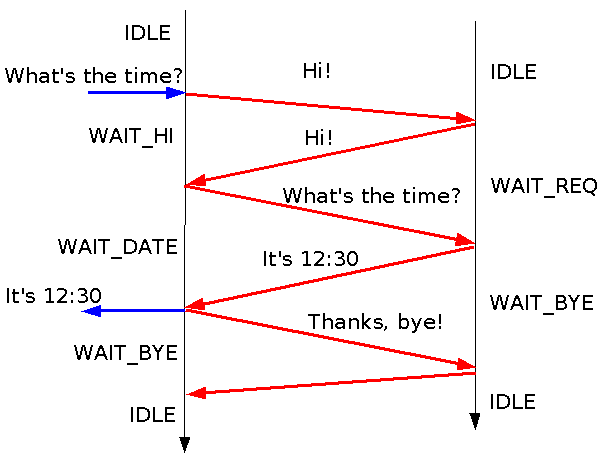 IDLE
What's the time?
Hi!
IDLE
WAIT_HI
Hi!
What's the time?
WAIT_REQ
WAIT_DATE
It's 12:30
It's 12:30
WAIT_BYE
Thanks, bye!
WAIT_BYE
IDLE
IDLE